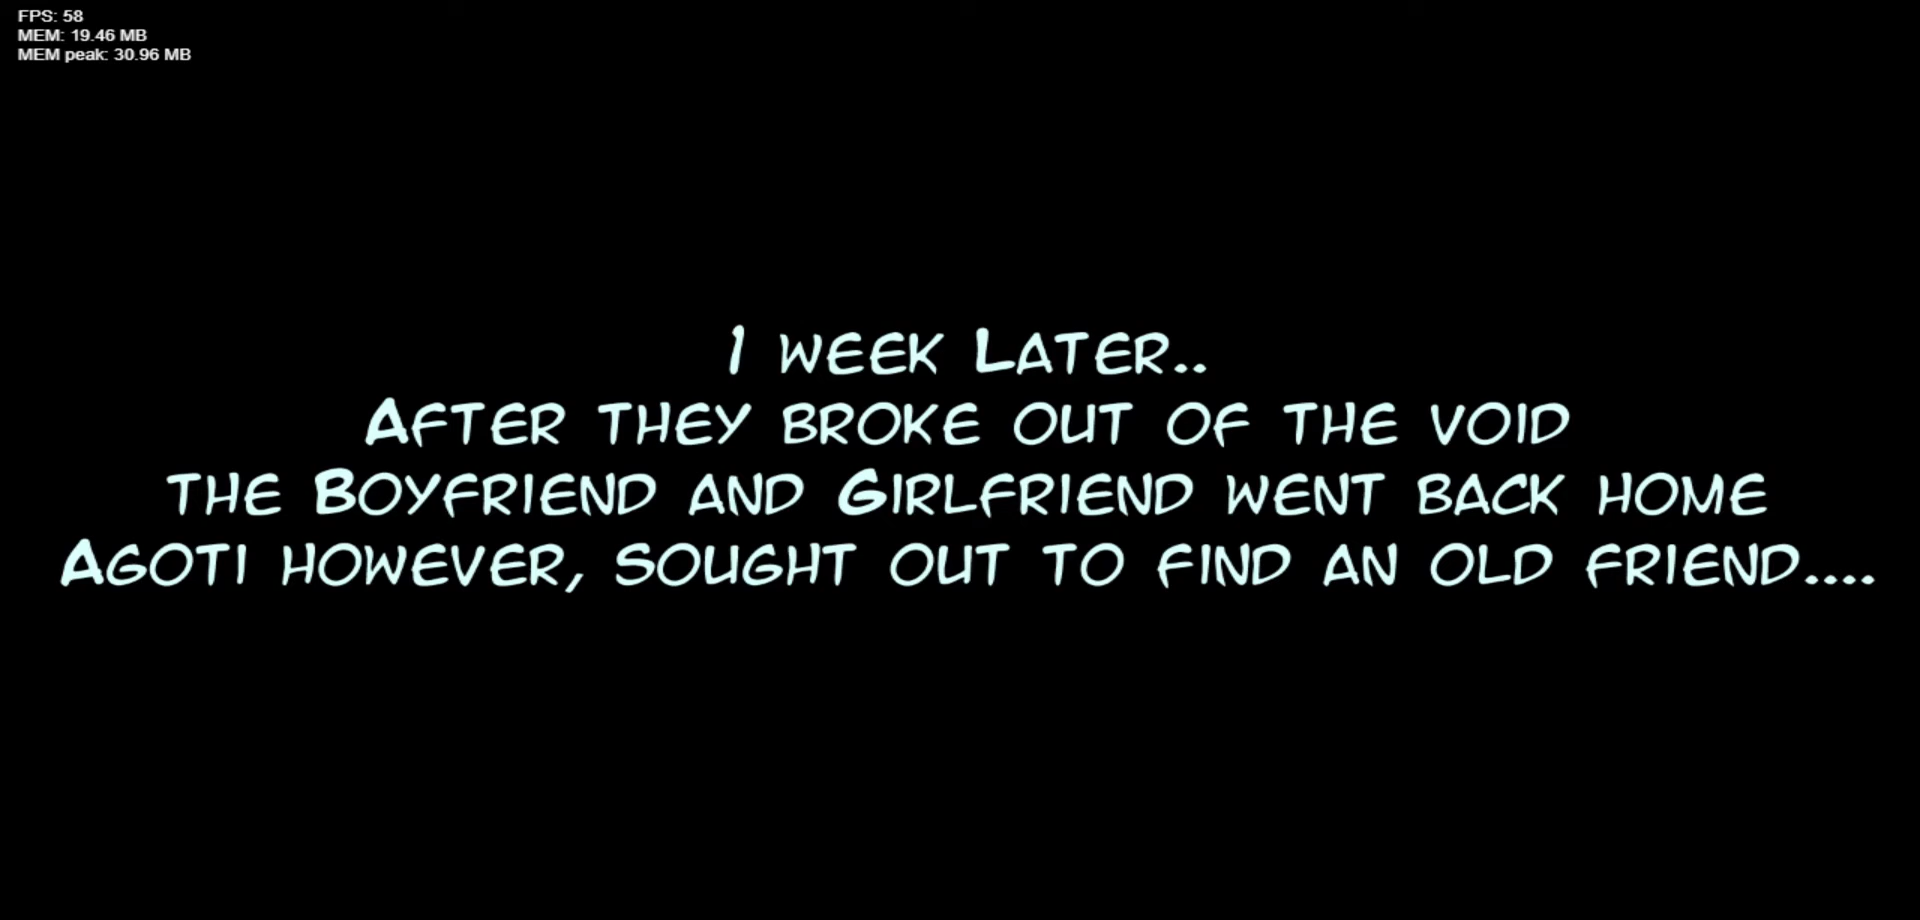 FPS: 58
MEM: 19.46 MB
MEM peak: 30.96 MB
1 week Later..
After they broke out of the void
the Boyfriend and Girlfriend went back home
Agoti however, sought out to find an old friend....